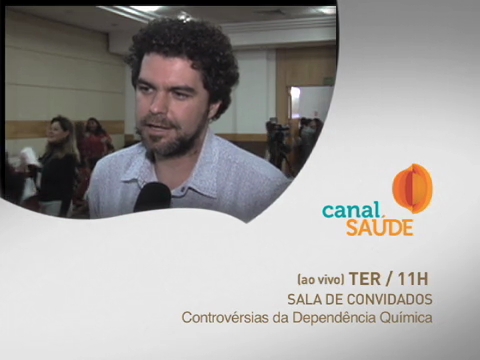 canal
SAÚDE
(ao vivo) TER / 11H
SALA DE CONVIDADOS
Controvérsias da Dependência Química